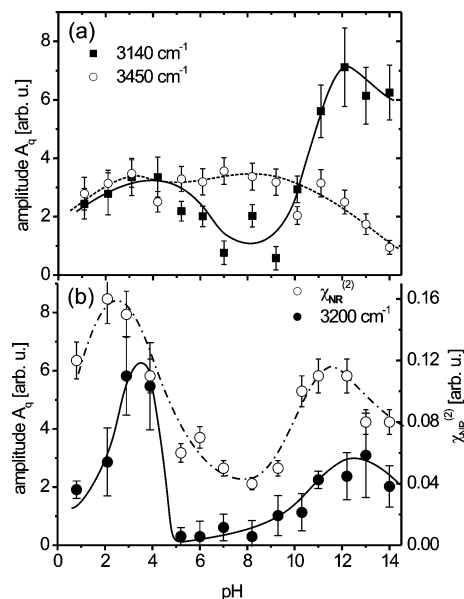 (a)
3140 cm⁻¹
3450 cm⁻¹
amplitude A_q [arb. u.]
8
6
4
2
0
(b)
χ_NR^(2)
3200 cm⁻¹
amplitude A_q [arb. u.]
8
6
4
2
0
0.16
0.12
0.08
0.04
0.00
χ_NR^(2)
0 2 4 6 8 10 12 14
pH